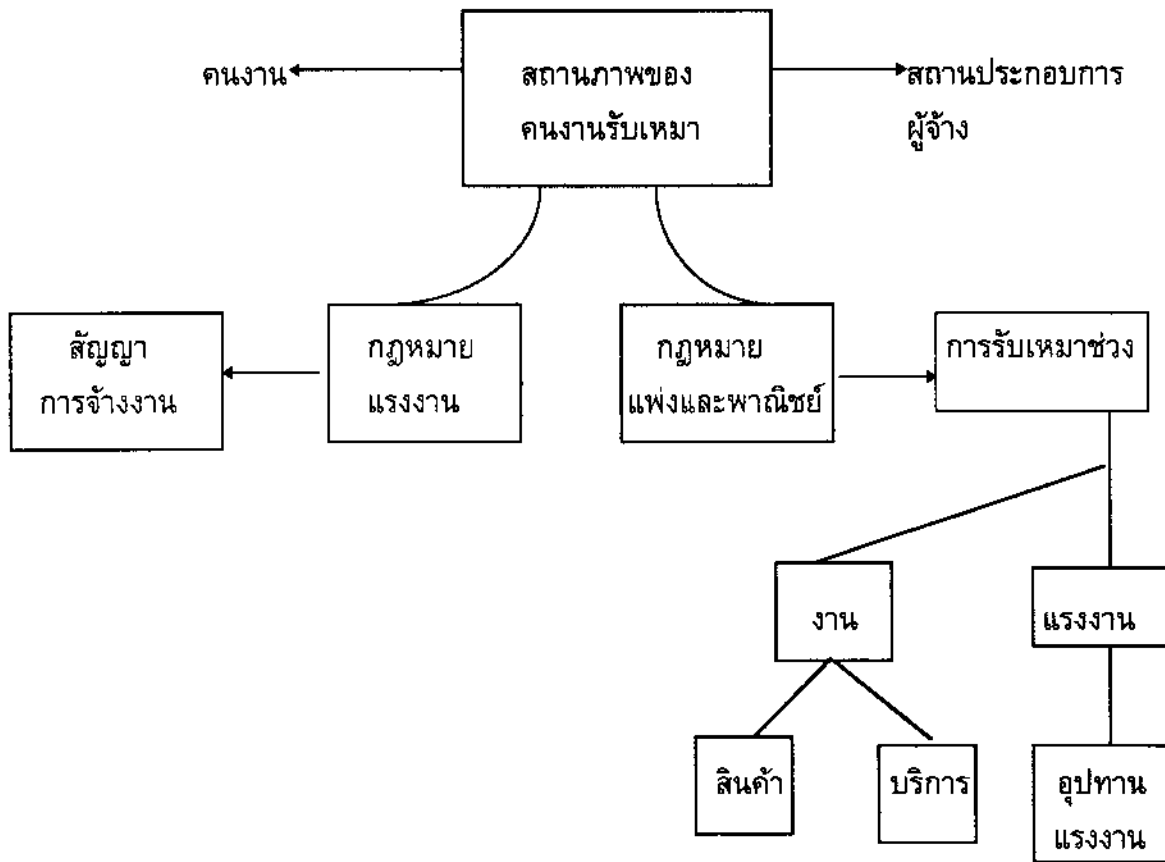 คนงาน
สถานภาพของ
คนงานรับเหมา
สถานประกอบการ
ผู้จ้าง
สัญญา
การจ้างงาน
กฎหมาย
แรงงาน
กฎหมาย
แพ่งและพาณิชย์
การรับเหมาช่วง
งาน
แรงงาน
สินค้า
บริการ
อุปทาน
แรงงาน